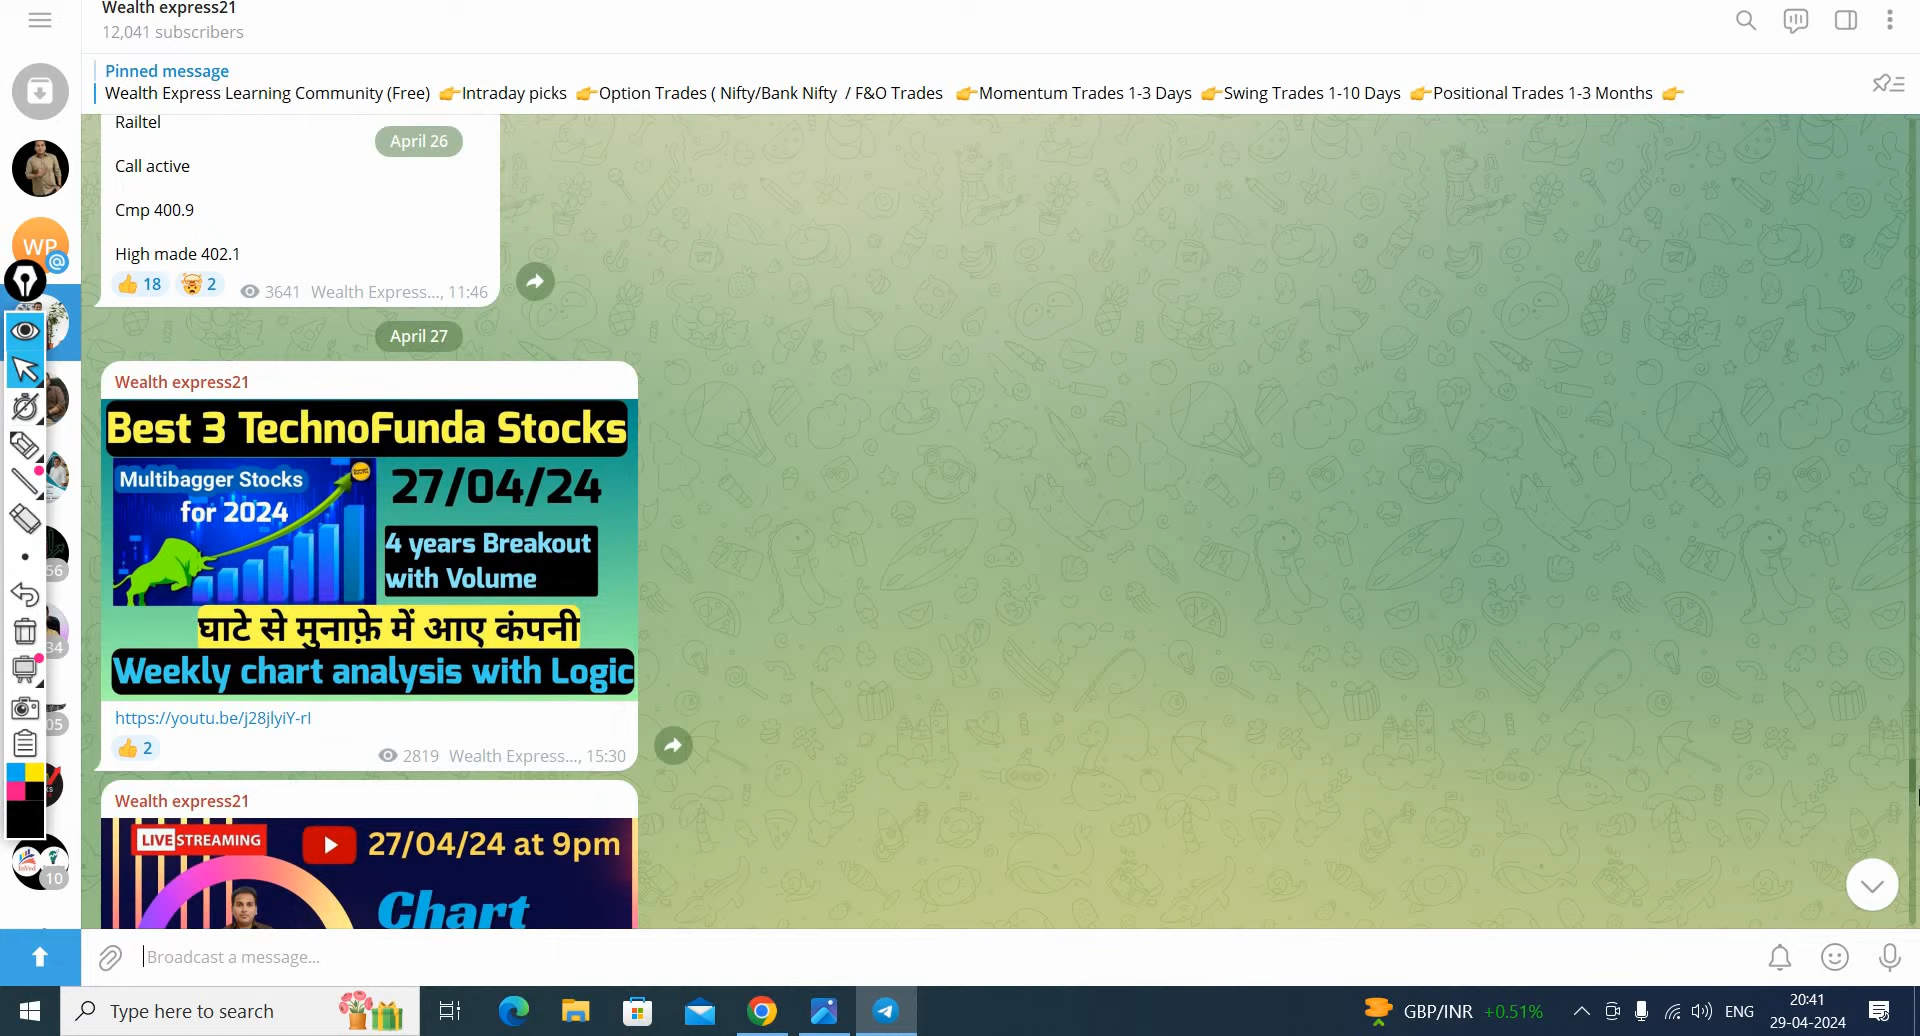 Wealth express21
12,041 subscribers
Pinned message
Wealth Express Learning Community (Free) 👉Intraday picks 👉Option Trades ( Nifty/Bank Nifty / F&O Trades 👉Momentum Trades 1-3 Days 👉Swing Trades 1-10 Days 👉Positional Trades 1-3 Months 👉
Railtel
April 26
Call active
Cmp 400.9
High made 402.1
👍 18 🤯 2 3641 Wealth Express..., 11:46
WP
@
April 27
Wealth express21
Best 3 TechnoFunda Stocks
Multibagger Stocks
for 2024
27/04/24
4 years Breakout
with Volume
घाटे से मुनाफ़े में आए कंपनी
Weekly chart analysis with Logic
https://youtu.be/j28jlyiY-rI
👍 2 2819 Wealth Express..., 15:30
Wealth express21
LIVE STREAMING
27/04/24 at 9pm
Chart
56
34
05
10
Broadcast a message...
Type here to search
GBP/INR +0.51%
ENG
20:41
29-04-2024